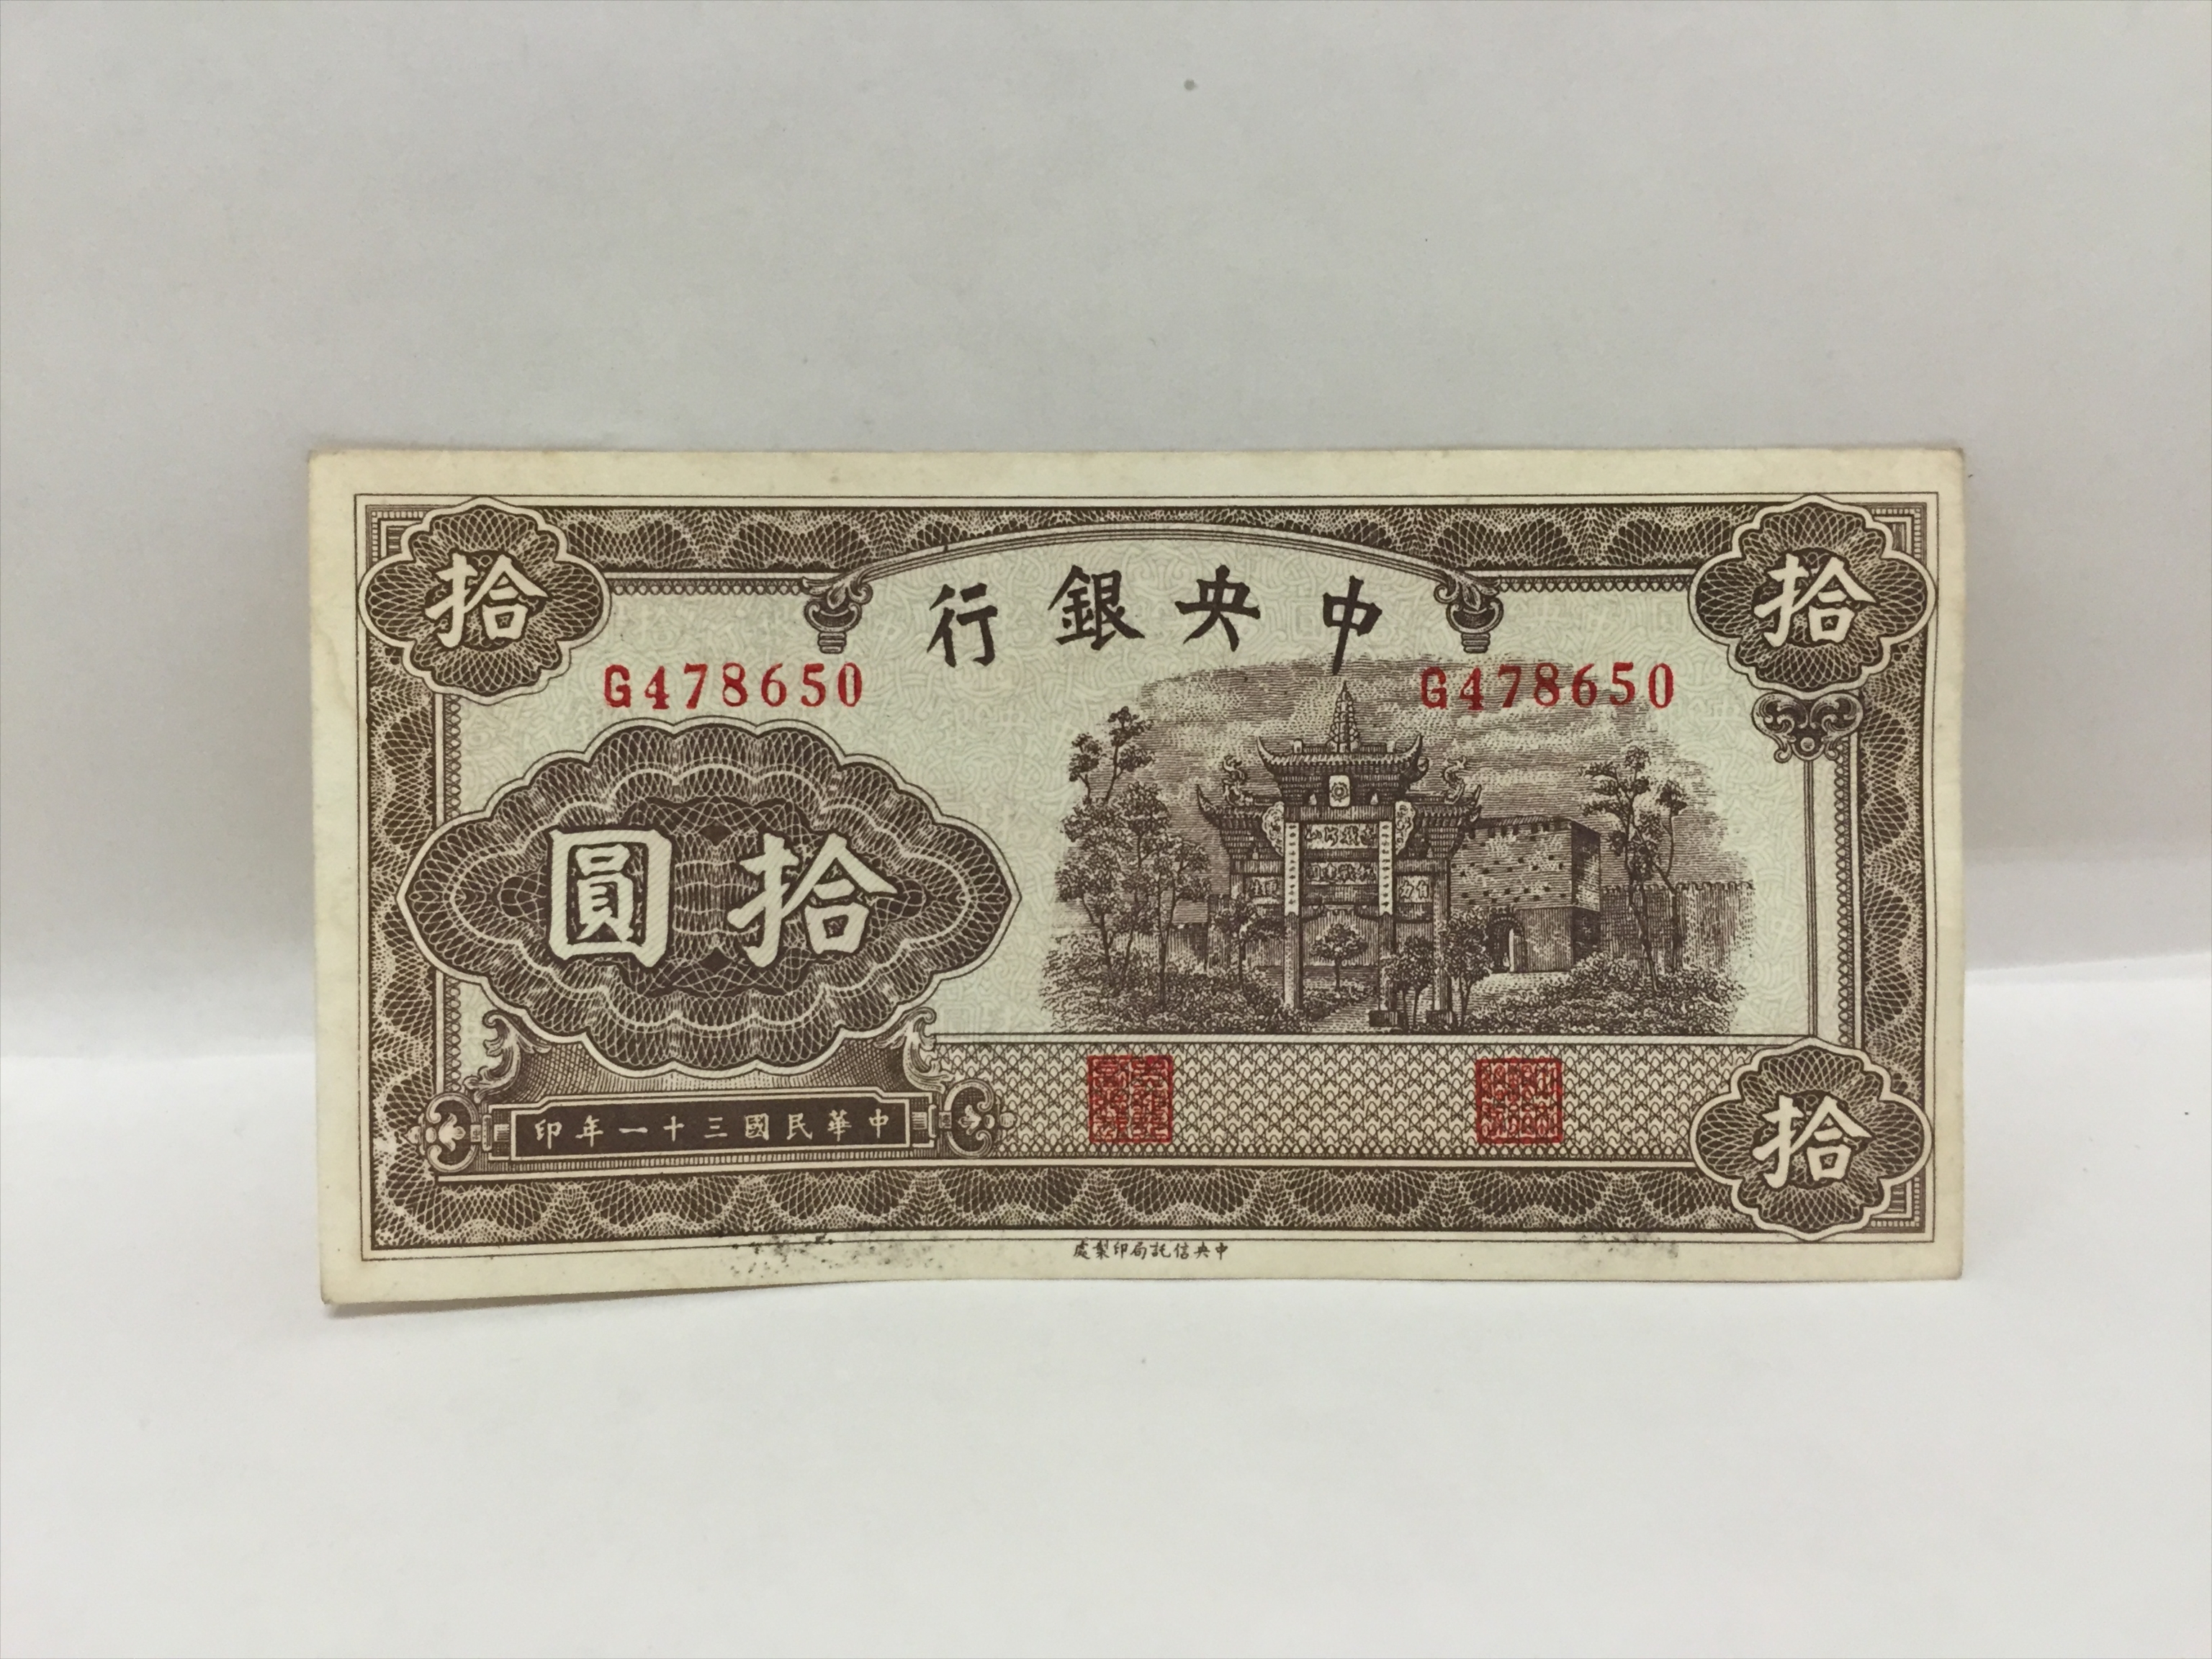 拾
拾
中央銀行
G478650
G478650
拾圓
中華民國三十一年印
拾
中央信託局印製處